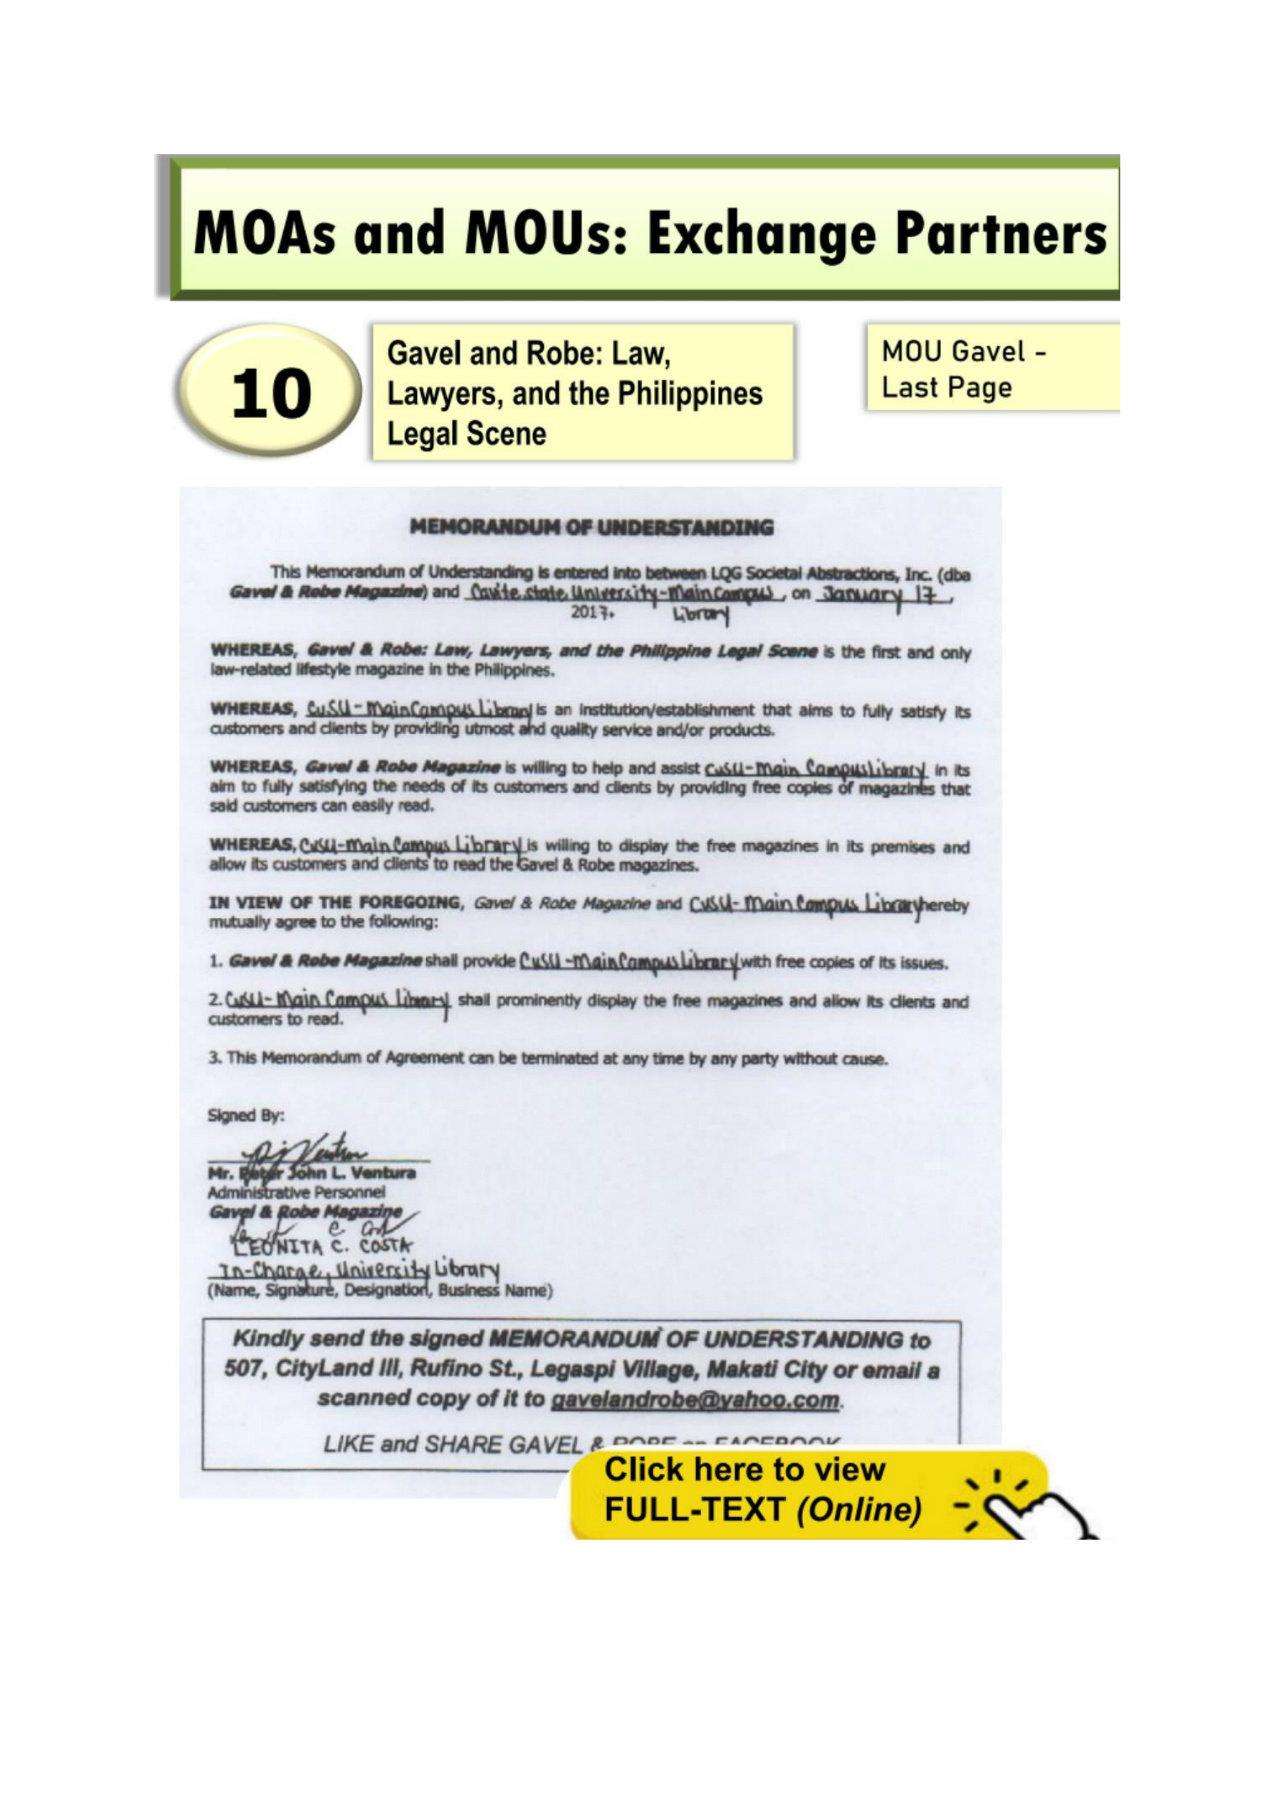 MOAs and MOUs: Exchange Partners
10
Gavel and Robe: Law,
Lawyers, and the Philippines
Legal Scene
MOU Gavel -
Last Page
MEMORANDUM OF UNDERSTANDING
This Memorandum of Understanding is entered into between LQG Societal Abstractions, Inc. (dba
Gavel & Robe Magazine) and Cavite State University-Main Campus, on January 17,
2017. Library
WHEREAS, Gavel & Robe: Law, Lawyers, and the Philippine Legal Scene is the first and only
law-related lifestyle magazine in the Philippines.
WHEREAS, CvSU-Main Campus Library is an institution/establishment that aims to fully satisfy its
customers and clients by providing utmost and quality service and/or products.
WHEREAS, Gavel & Robe Magazine is willing to help and assist CvSU-Main Campus Library in its
aim to fully satisfying the needs of its customers and clients by providing free copies of magazines that
said customers can easily read.
WHEREAS, CvSU-Main Campus Library is willing to display the free magazines in its premises and
allow its customers and clients to read the Gavel & Robe magazines.
IN VIEW OF THE FOREGOING, Gavel & Robe Magazine and CvSU-Main Campus Library hereby
mutually agree to the following:
1. Gavel & Robe Magazine shall provide CvSU-Main Campus Library with free copies of its issues.
2. CvSU-Main Campus Library shall prominently display the free magazines and allow its clients and
customers to read.
3. This Memorandum of Agreement can be terminated at any time by any party without cause.
Signed By:
Mr. Peter John L. Ventura
Administrative Personnel
Gavel & Robe Magazine
LEONITA C. COSTA
In-Charge, University Library
(Name, Signature, Designation, Business Name)
Kindly send the signed MEMORANDUM OF UNDERSTANDING to
507, CityLand III, Rufino St., Legaspi Village, Makati City or email a
scanned copy of it to gavelandrobe@yahoo.com.
LIKE and SHARE GAVEL & ROBE on FACEBOOK
Click here to view
FULL-TEXT (Online)